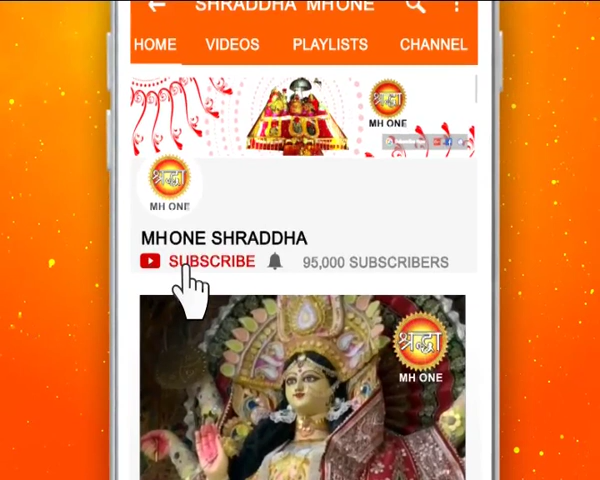 SHRADDHA MHONE
HOME VIDEOS PLAYLISTS CHANNEL
श्रद्धा
MH ONE
श्रद्धा
MH ONE
MHONE SHRADDHA
SUBSCRIBE 95,000 SUBSCRIBERS
श्रद्धा
MH ONE